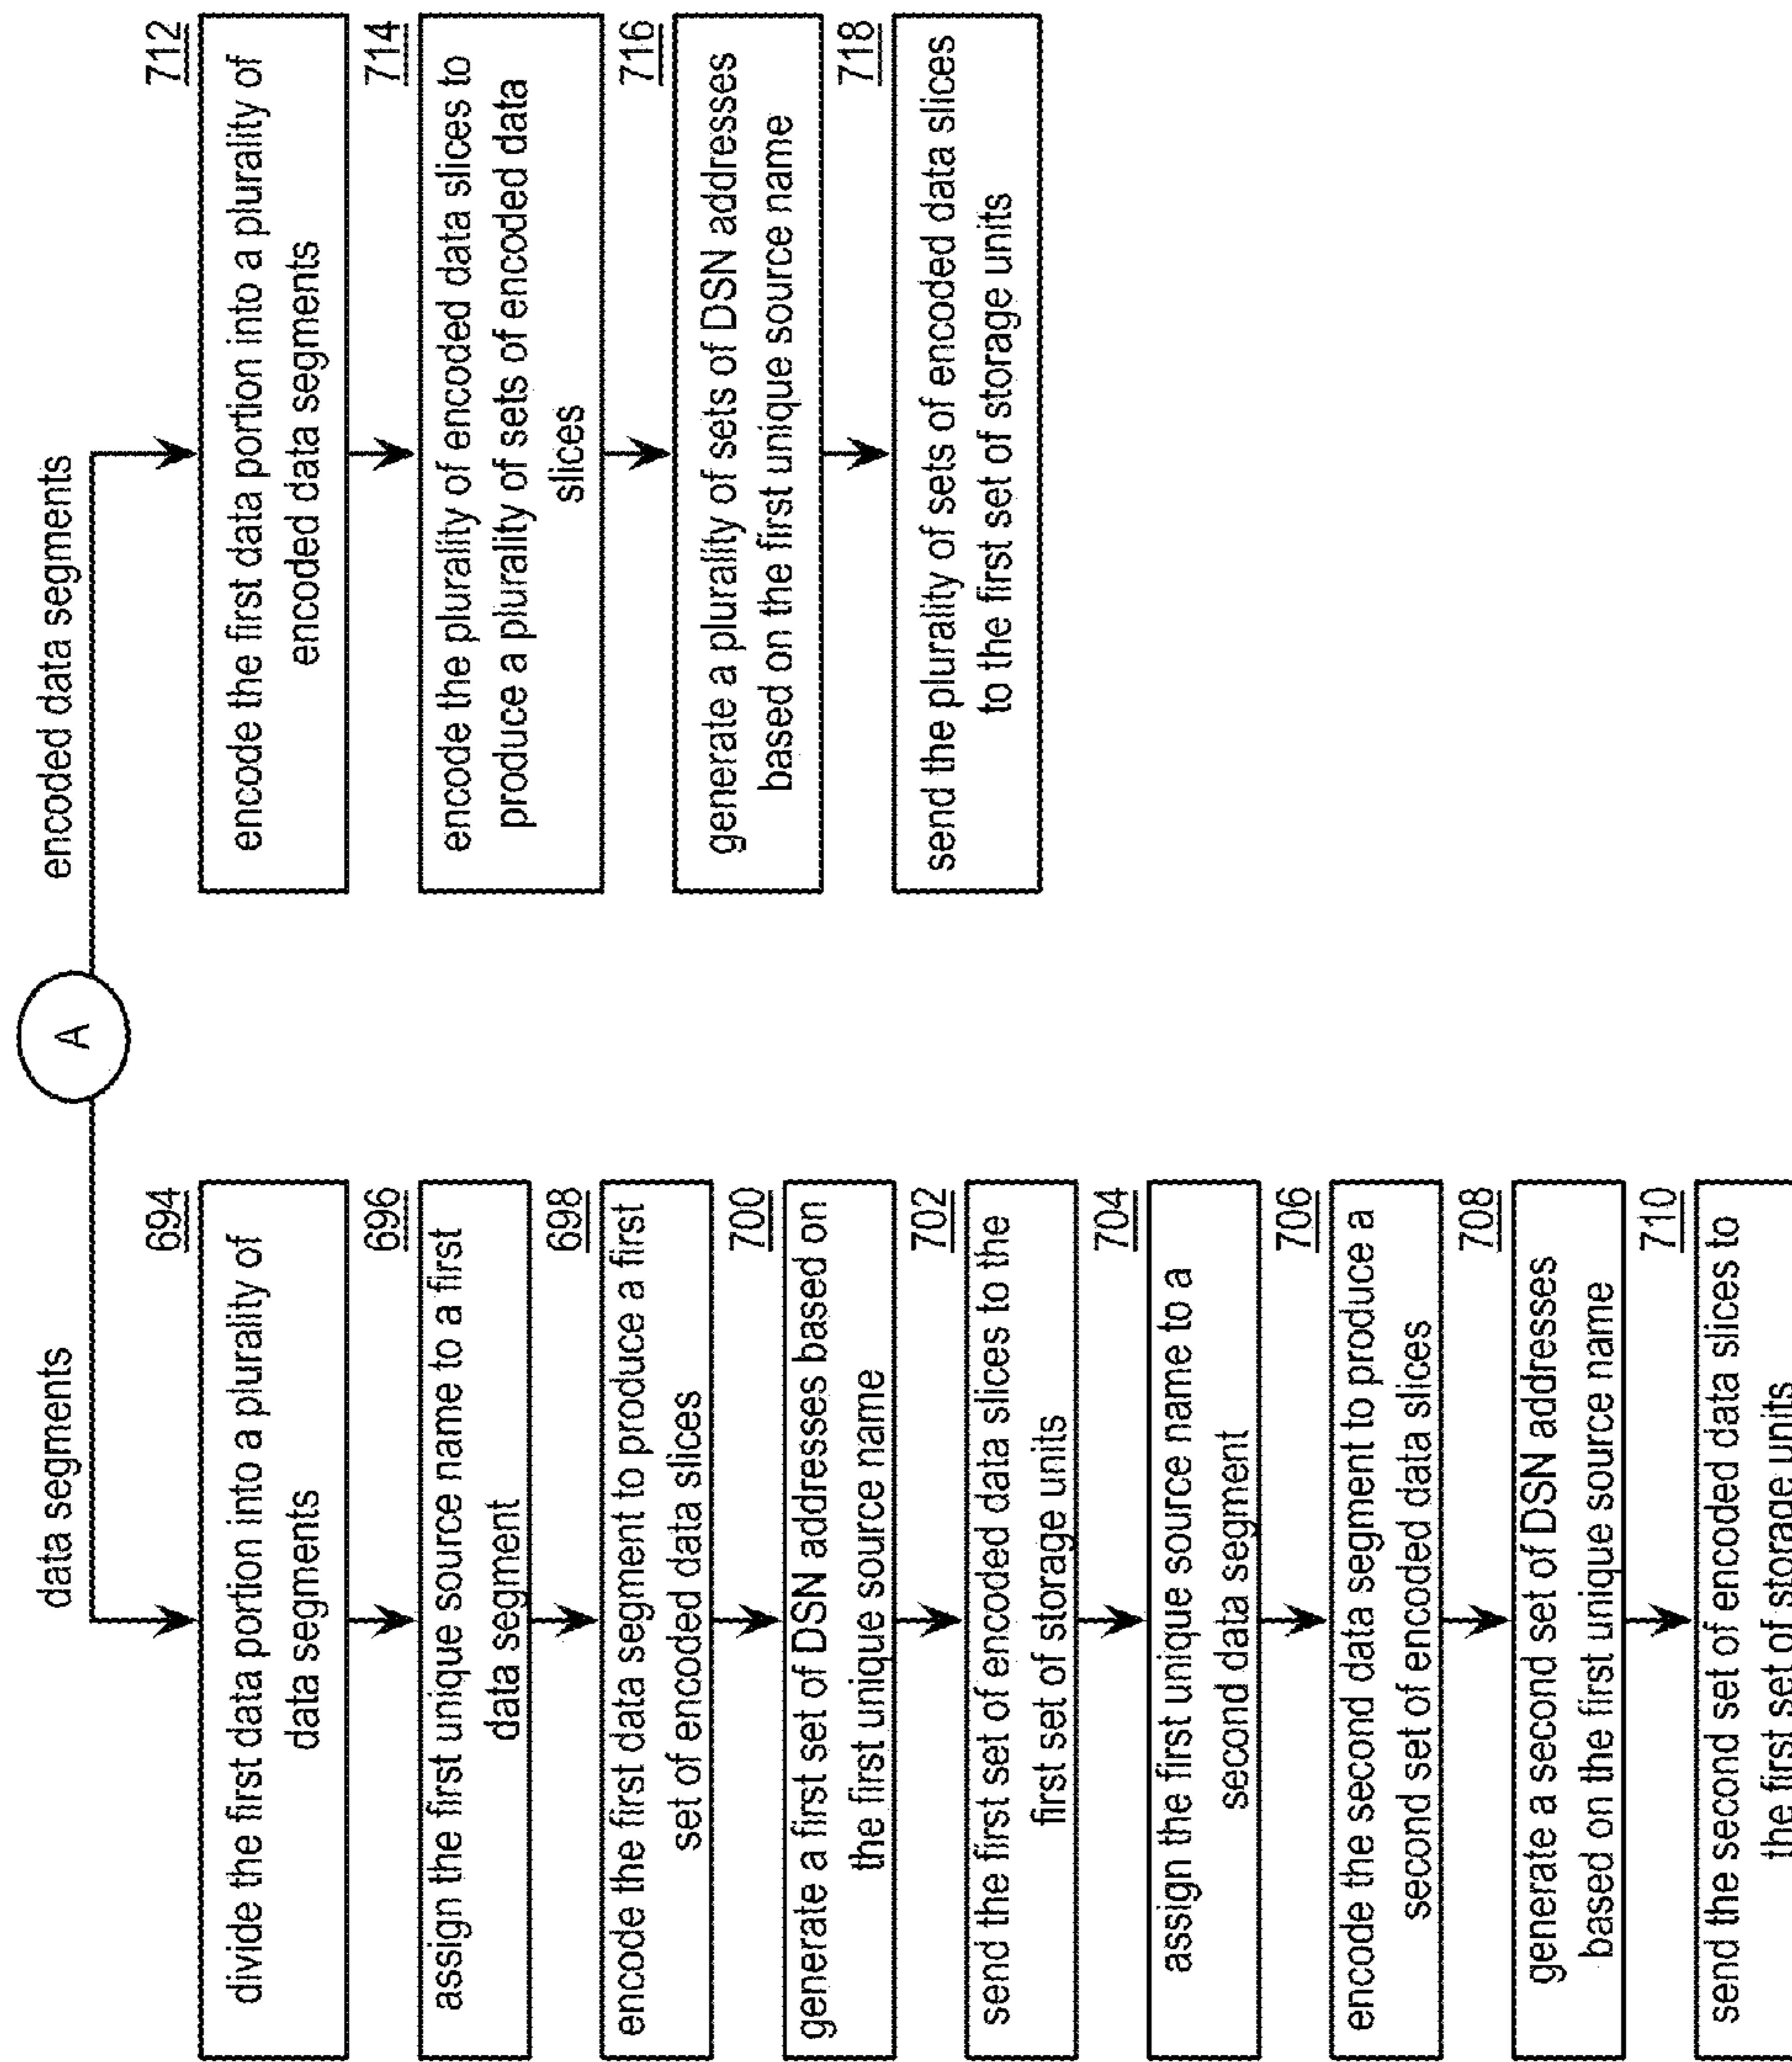 A
data segments
694
divide the first data portion into a plurality of
data segments
696
assign the first unique source name to a first
data segment
698
encode the first data segment to produce a first
set of encoded data slices
700
generate a first set of DSN addresses based on
the first unique source name
702
send the first set of encoded data slices to the
first set of storage units
704
assign the first unique source name to a
second data segment
706
encode the second data segment to produce a
second set of encoded data slices
708
generate a second set of DSN addresses
based on the first unique source name
710
send the second set of encoded data slices to
the first set of storage units
encoded data segments
712
encode the first data portion into a plurality of
encoded data segments
714
encode the plurality of encoded data slices to
produce a plurality of sets of encoded data
slices
716
generate a plurality of sets of DSN addresses
based on the first unique source name
718
send the plurality of sets of encoded data slices
to the first set of storage units